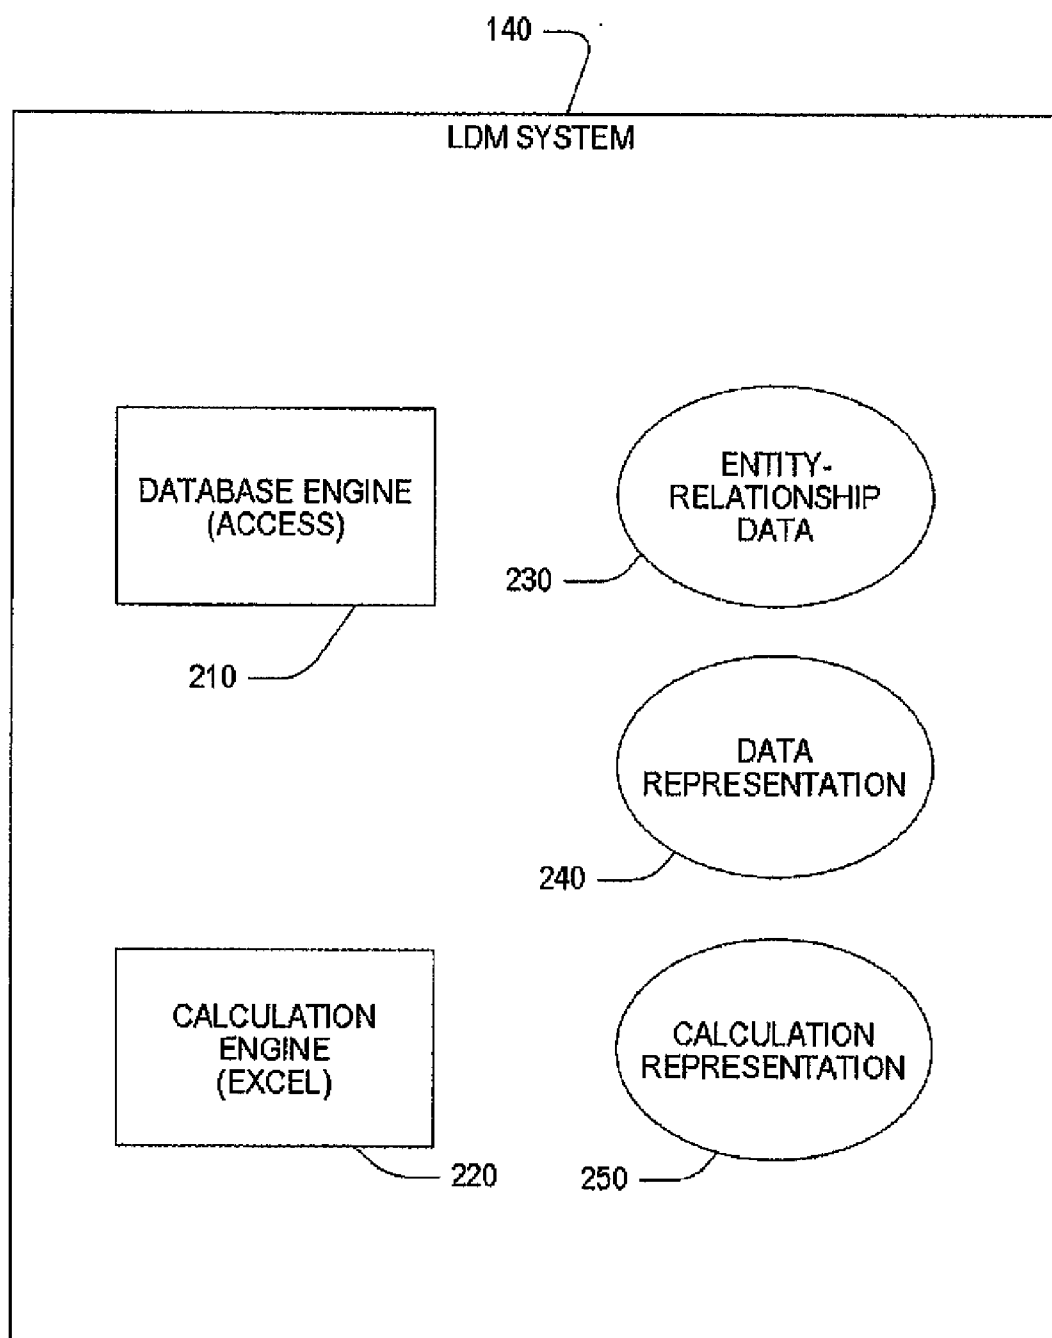 140
LDM SYSTEM
DATABASE ENGINE
(ACCESS)
210
ENTITY-
RELATIONSHIP
DATA
230
DATA
REPRESENTATION
240
CALCULATION
ENGINE
(EXCEL)
220
CALCULATION
REPRESENTATION
250